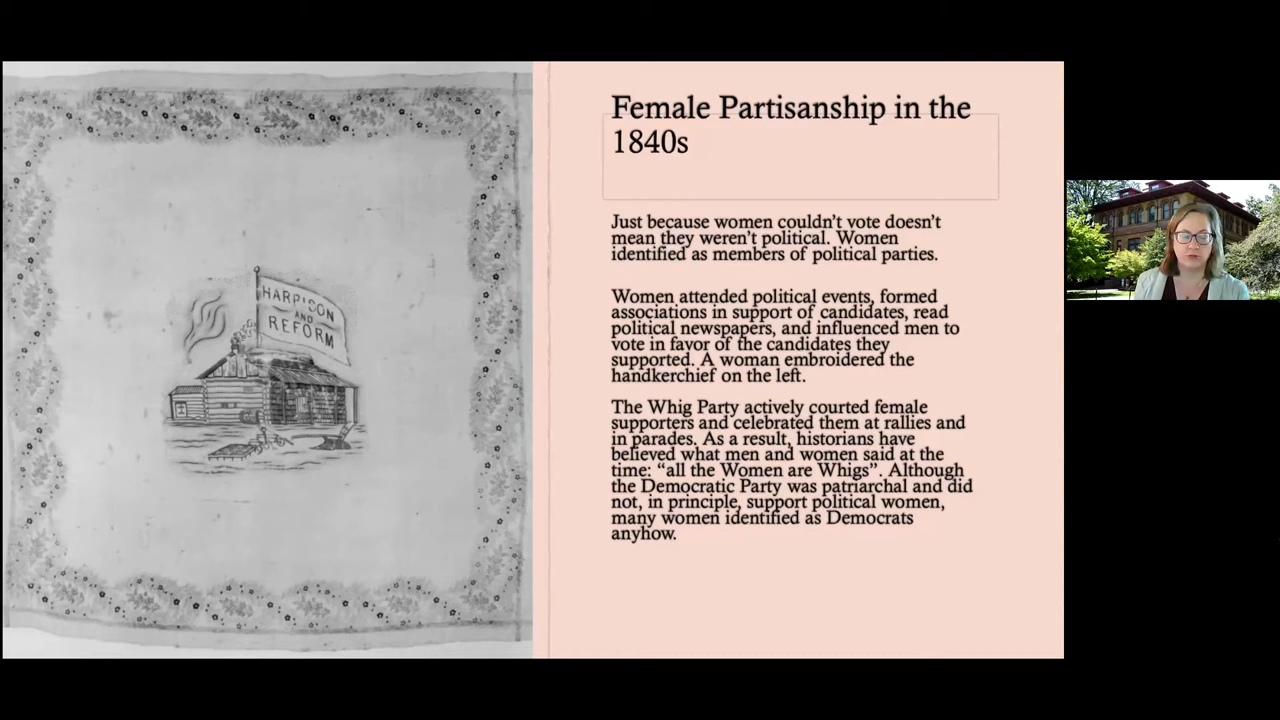 HARRISON
AND
REFORM
Female Partisanship in the
1840s
Just because women couldn’t vote doesn’t
mean they weren’t political. Women
identified as members of political parties.
Women attended political events, formed
associations in support of candidates, read
political newspapers, and influenced men to
vote in favor of the candidates they
supported. A woman embroidered the
handkerchief on the left.
The Whig Party actively courted female
supporters and celebrated them at rallies and
in parades. As a result, historians have
believed what men and women said at the
time: “all the Women are Whigs”. Although
the Democratic Party was patriarchal and did
not, in principle, support political women,
many women identified as Democrats
anyhow.